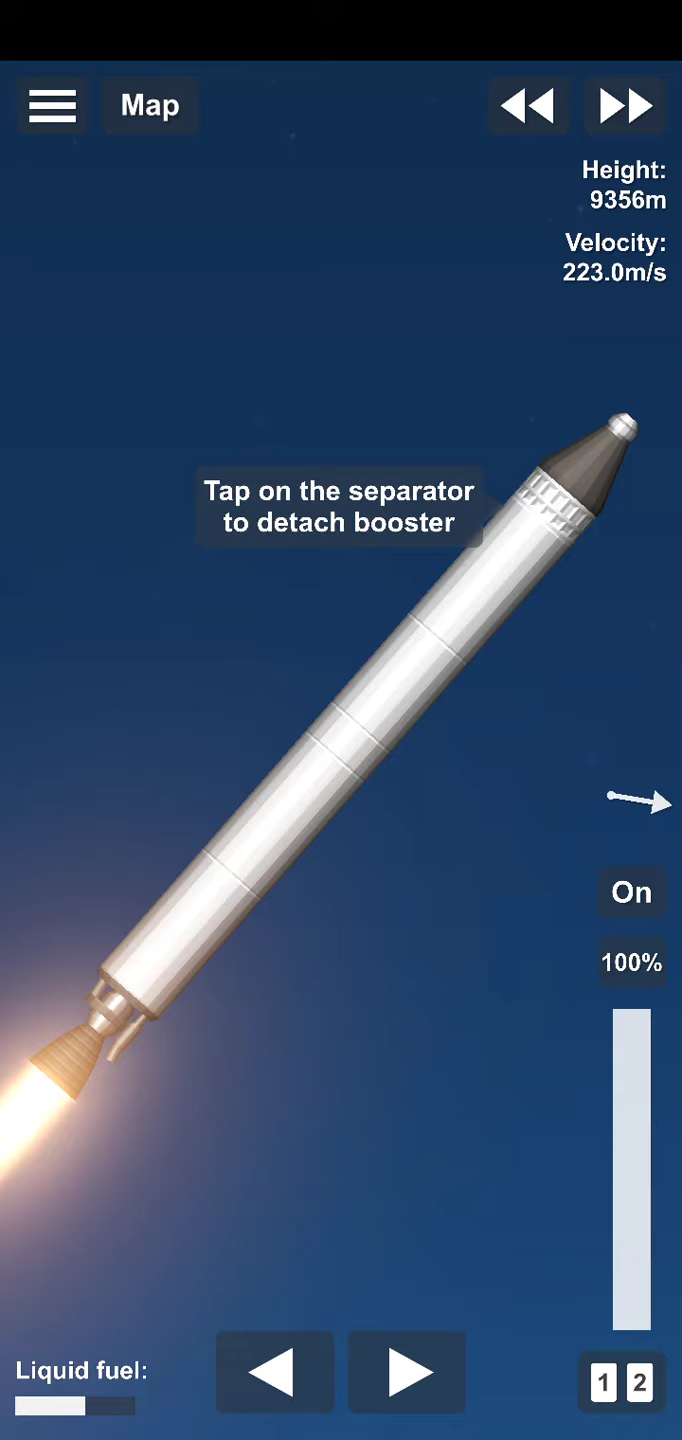 Map
Height:
9356m
Velocity:
223.0m/s
Tap on the separator
to detach booster
On
100%
Liquid fuel:
1 2